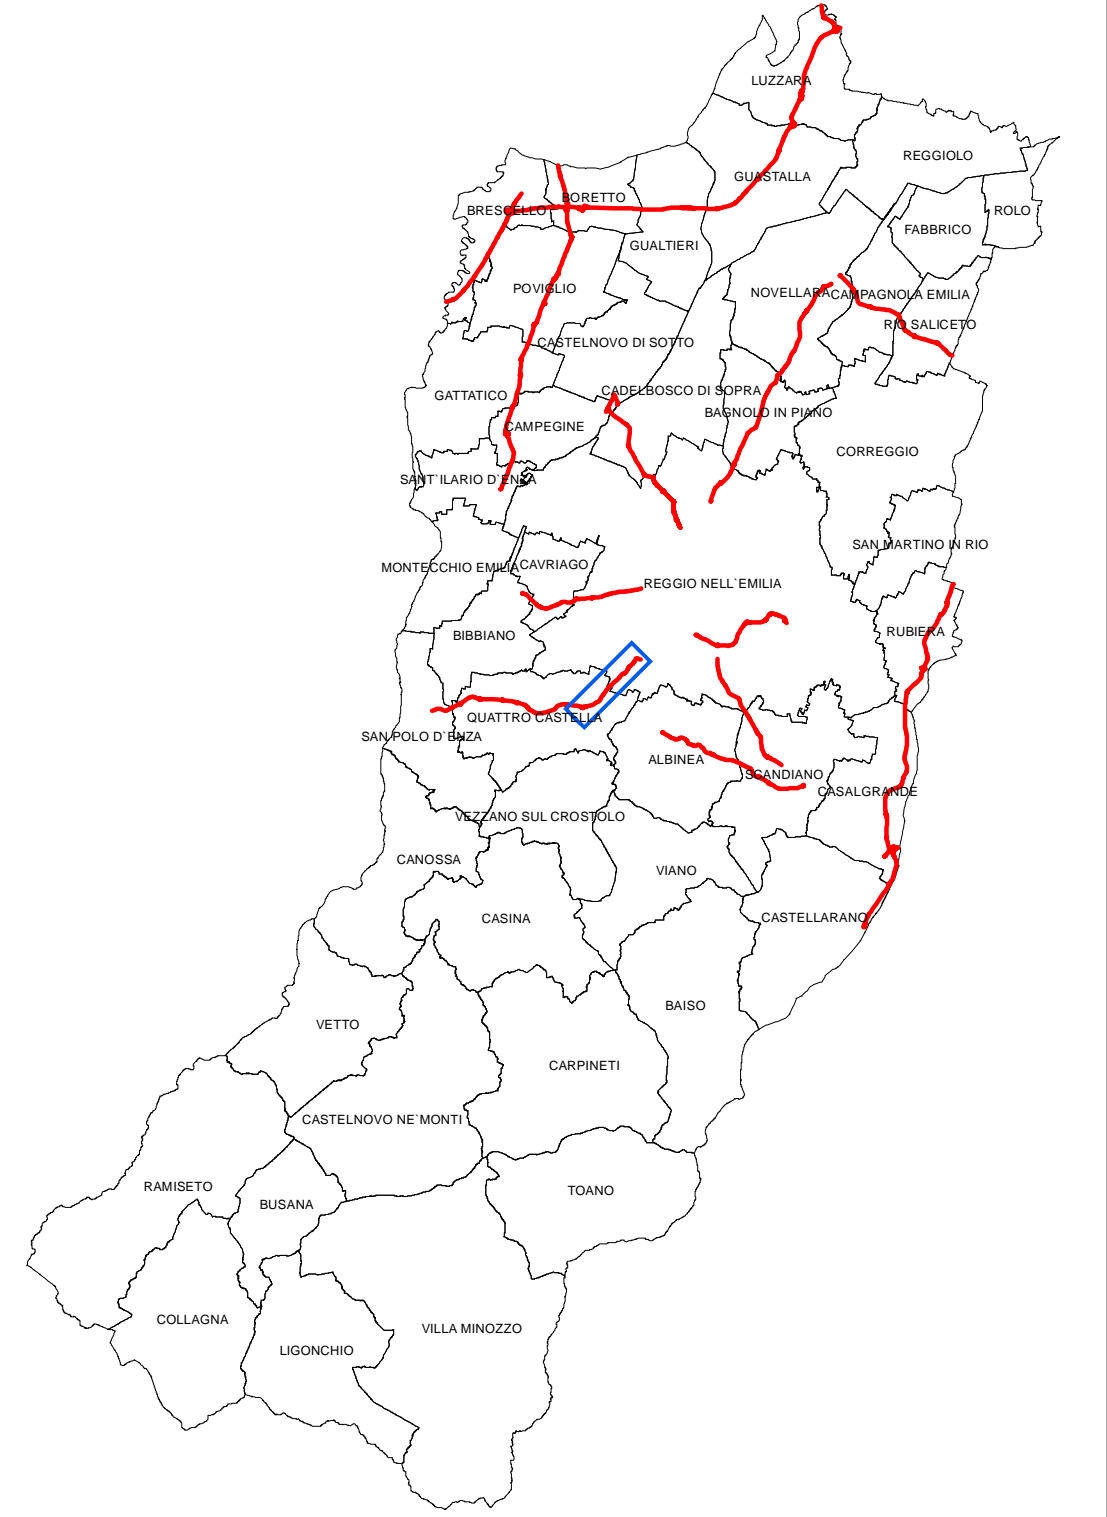 LUZZARA
REGGIOLO
GUASTALLA
BORETTO
BRESCELLO
ROLO
FABBRICO
GUALTIERI
POVIGLIO
NOVELLARA
CAMPAGNOLA EMILIA
RIO SALICETO
CASTELNOVO DI SOTTO
CADELBOSCO DI SOPRA
GATTATICO
BAGNOLO IN PIANO
CAMPEGINE
CORREGGIO
SANT`ILARIO D`ENZA
SAN MARTINO IN RIO
MONTECCHIO EMILIA
CAVRIAGO
REGGIO NELL`EMILIA
BIBBIANO
RUBIERA
QUATTRO CASTELLA
SAN POLO D`ENZA
ALBINEA
SCANDIANO
CASALGRANDE
VEZZANO SUL CROSTOLO
CANOSSA
VIANO
CASINA
CASTELLARANO
BAISO
VETTO
CARPINETI
CASTELNOVO NE`MONTI
RAMISETO
TOANO
BUSANA
COLLAGNA
VILLA MINOZZO
LIGONCHIO